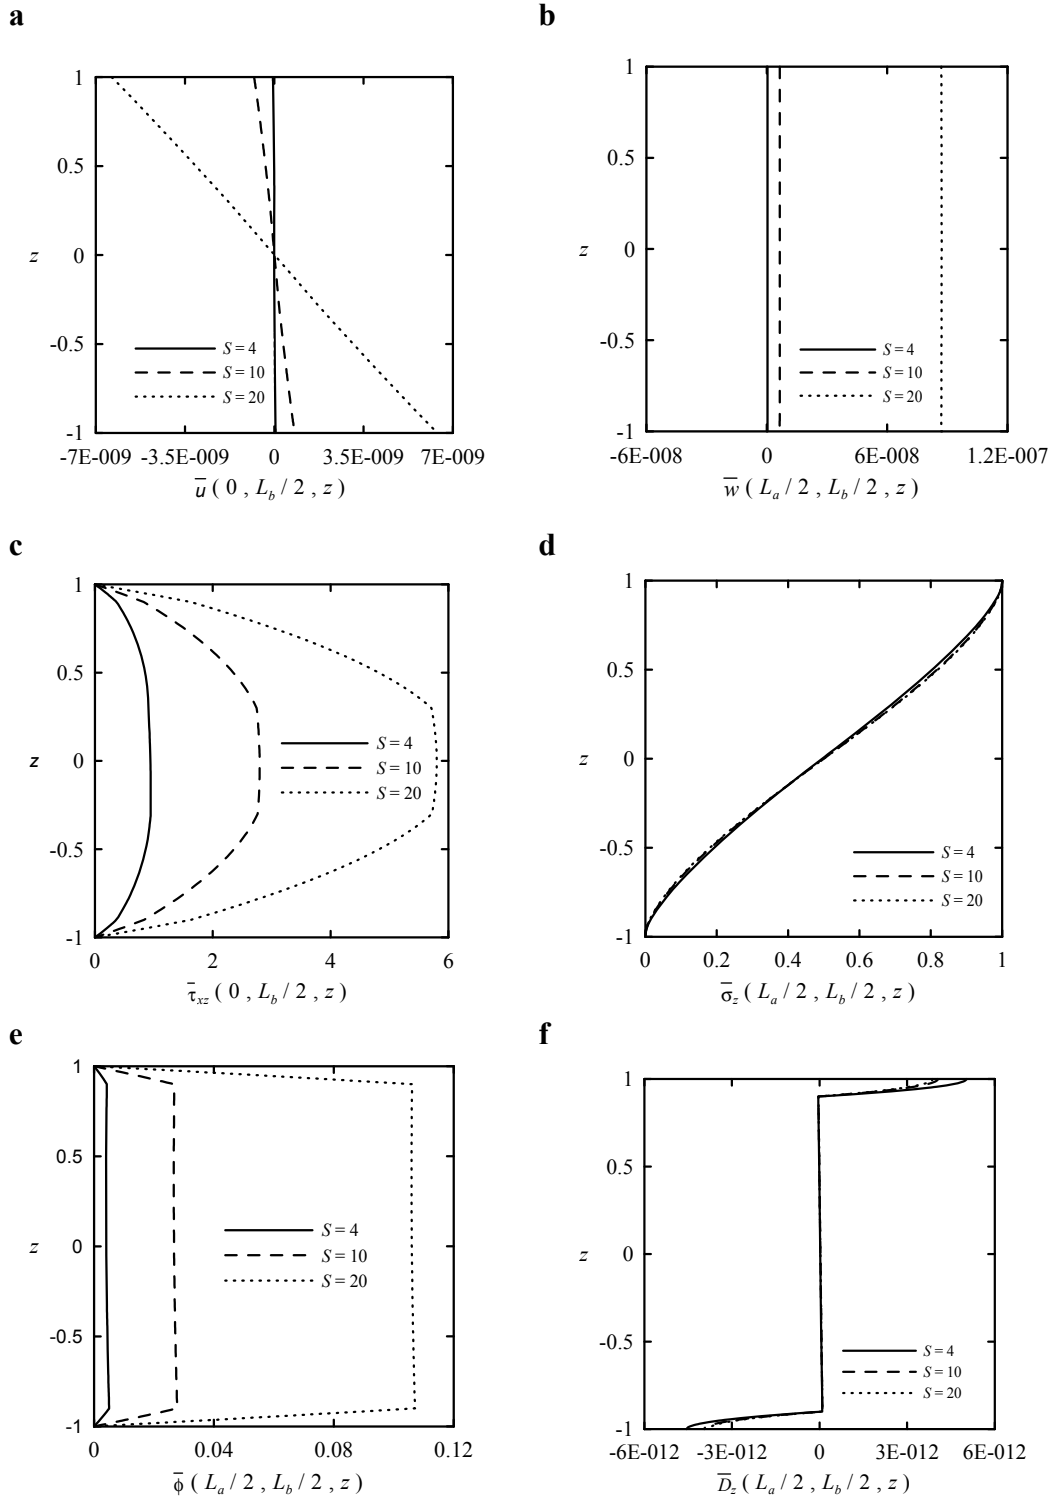 a
1
0.5
z
0
-0.5
-1
S = 4
S = 10
S = 20
-7E-009 -3.5E-009 0 3.5E-009 7E-009
u̅ ( 0 , L_b / 2 , z )
b
1
0.5
z
0
-0.5
-1
S = 4
S = 10
S = 20
-6E-008 0 6E-008 1.2E-007
w̅ ( L_a / 2 , L_b / 2 , z )
c
1
0.5
z
0
-0.5
-1
S = 4
S = 10
S = 20
0 2 4 6
τ̅_xz ( 0 , L_b / 2 , z )
d
1
0.5
z
0
-0.5
-1
S = 4
S = 10
S = 20
0 0.2 0.4 0.6 0.8 1
σ̅_z ( L_a / 2 , L_b / 2 , z )
e
1
0.5
z
0
-0.5
-1
S = 4
S = 10
S = 20
0 0.04 0.08 0.12
ϕ̅ ( L_a / 2 , L_b / 2 , z )
f
1
0.5
z
0
-0.5
-1
S = 4
S = 10
S = 20
-6E-012 -3E-012 0 3E-012 6E-012
D̅_z ( L_a / 2 , L_b / 2 , z )